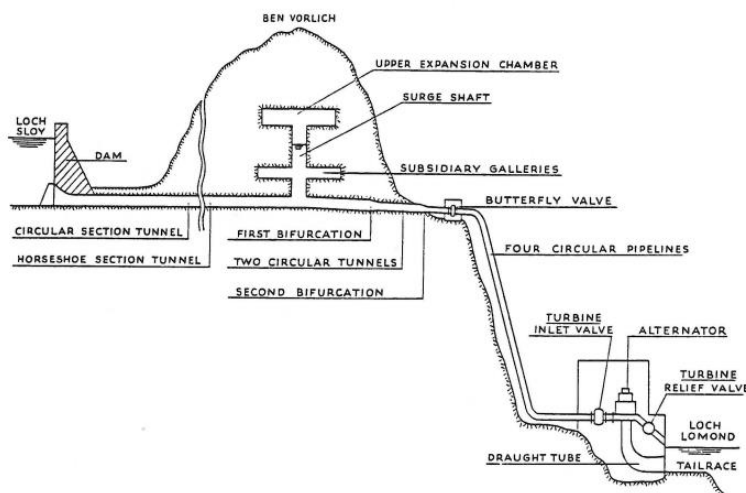 BEN VORLICH
UPPER EXPANSION CHAMBER
SURGE SHAFT
LOCH
SLOY
DAM
SUBSIDIARY GALLERIES
BUTTERFLY VALVE
CIRCULAR SECTION TUNNEL
FIRST BIFURCATION
HORSESHOE SECTION TUNNEL
TWO CIRCULAR TUNNELS
FOUR CIRCULAR PIPELINES
SECOND BIFURCATION
TURBINE
INLET VALVE
ALTERNATOR
TURBINE
RELIEF VALVE
LOCH
LOMOND
DRAUGHT TUBE
TAILRACE